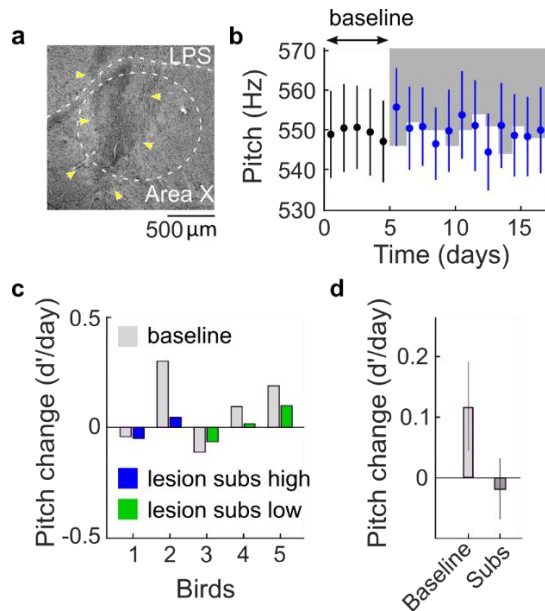 a
LPS
Area X
500 µm
b
baseline
570
560
550
540
530
Pitch (Hz)
0
5
10
15
Time (days)
c
0.5
0
-0.5
Pitch change (d'/day)
baseline
lesion subs high
lesion subs low
1 2 3 4 5
Birds
d
0.2
0.1
0
Pitch change (d'/day)
Baseline
Subs